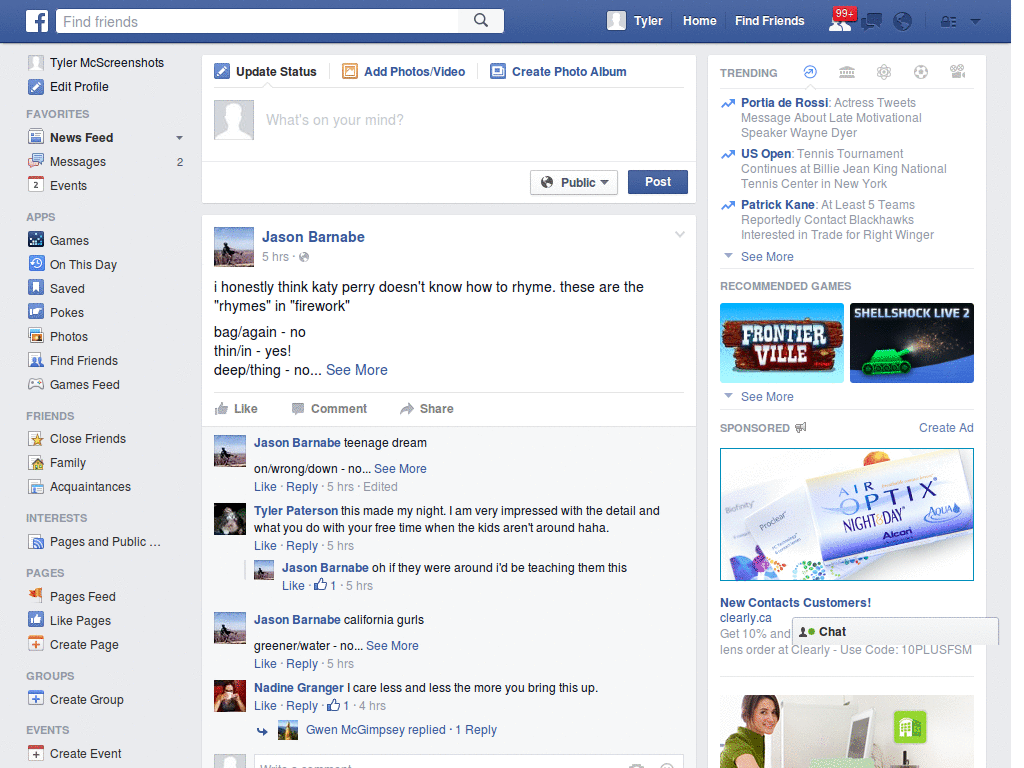 Find friends
Tyler
Home
Find Friends
99+
Tyler McScreenshots
Edit Profile
FAVORITES
News Feed
Messages 2
Events
APPS
Games
On This Day
Saved
Pokes
Photos
Find Friends
Games Feed
FRIENDS
Close Friends
Family
Acquaintances
INTERESTS
Pages and Public ...
PAGES
Pages Feed
Like Pages
Create Page
GROUPS
Create Group
EVENTS
Create Event
Update Status
Add Photos/Video
Create Photo Album
What's on your mind?
Public
Post
Jason Barnabe
5 hrs ·
i honestly think katy perry doesn't know how to rhyme. these are the
"rhymes" in "firework"
bag/again - no
thin/in - yes!
deep/thing - no... See More
Like
Comment
Share
Jason Barnabe teenage dream
on/wrong/down - no... See More
Like · Reply · 5 hrs · Edited
Tyler Paterson this made my night. I am very impressed with the detail and
what you do with your free time when the kids aren't around haha.
Like · Reply · 5 hrs
Jason Barnabe oh if they were around i'd be teaching them this
Like · 1 · 5 hrs
Jason Barnabe california gurls
greener/water - no... See More
Like · Reply · 5 hrs
Nadine Granger I care less and less the more you bring this up.
Like · Reply · 1 · 4 hrs
Gwen McGimpsey replied · 1 Reply
Write a comment
TRENDING
Portia de Rossi: Actress Tweets
Message About Late Motivational
Speaker Wayne Dyer
US Open: Tennis Tournament
Continues at Billie Jean King National
Tennis Center in New York
Patrick Kane: At Least 5 Teams
Reportedly Contact Blackhawks
Interested in Trade for Right Winger
See More
RECOMMENDED GAMES
FRONTIER
VILLE
SHELLSHOCK LIVE 2
See More
SPONSORED
Create Ad
Biofinity
Proclear
AIR
OPTIX
NIGHT&DAY
AQUA
Alcon
New Contacts Customers!
clearly.ca
Get 10% and
lens order at Clearly - Use Code: 10PLUSFSM
Chat